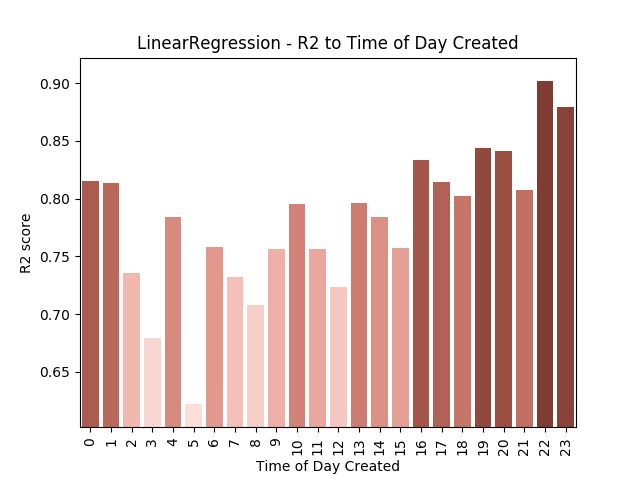 LinearRegression - R2 to Time of Day Created
R2 score
0.90
0.85
0.80
0.75
0.70
0.65
0 1 2 3 4 5 6 7 8 9 10 11 12 13 14 15 16 17 18 19 20 21 22 23
Time of Day Created